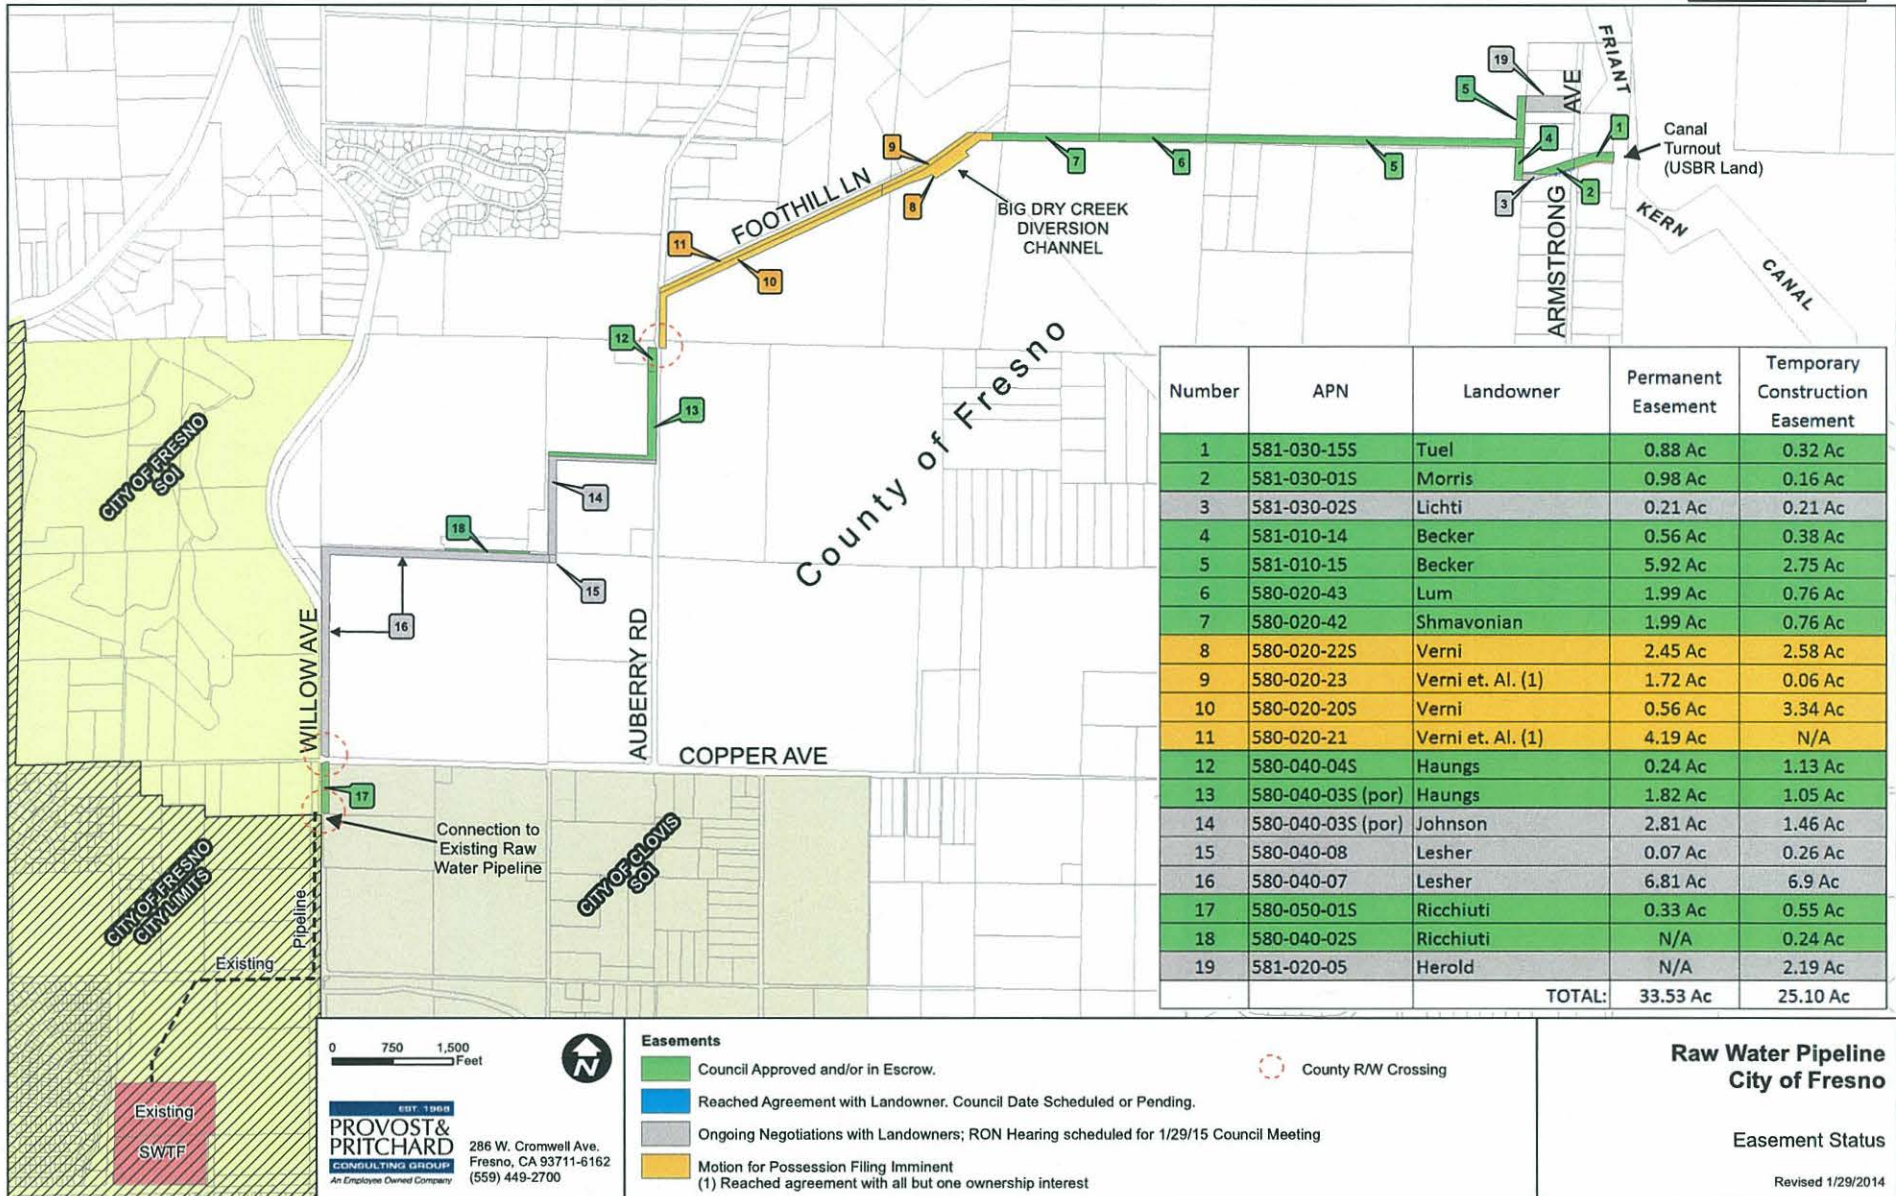 FRIANT
KERN
CANAL
AVE
ARMSTRONG
Canal
Turnout
(USBR Land)
19
5
4
1
2
3
5
6
7
9
8
BIG DRY CREEK
DIVERSION
CHANNEL
FOOTHILL LN
11
10
12
13
14
18
15
16
17
County of Fresno
CITY OF FRESNO
SOI
WILLOW AVE
AUBERRY RD
COPPER AVE
Connection to
Existing Raw
Water Pipeline
CITY OF CLOVIS
SOI
CITY OF FRESNO
CITY LIMITS
Pipeline
Existing
Existing
SWTF
Number APN Landowner Permanent Easement Temporary Construction Easement
1 581-030-15S Tuel 0.88 Ac 0.32 Ac
2 581-030-01S Morris 0.98 Ac 0.16 Ac
3 581-030-02S Lichti 0.21 Ac 0.21 Ac
4 581-010-14 Becker 0.56 Ac 0.38 Ac
5 581-010-15 Becker 5.92 Ac 2.75 Ac
6 580-020-43 Lum 1.99 Ac 0.76 Ac
7 580-020-42 Shmavonian 1.99 Ac 0.76 Ac
8 580-020-22S Verni 2.45 Ac 2.58 Ac
9 580-020-23 Verni et. Al. (1) 1.72 Ac 0.06 Ac
10 580-020-20S Verni 0.56 Ac 3.34 Ac
11 580-020-21 Verni et. Al. (1) 4.19 Ac N/A
12 580-040-04S Haungs 0.24 Ac 1.13 Ac
13 580-040-03S (por) Haungs 1.82 Ac 1.05 Ac
14 580-040-03S (por) Johnson 2.81 Ac 1.46 Ac
15 580-040-08 Lesher 0.07 Ac 0.26 Ac
16 580-040-07 Lesher 6.81 Ac 6.9 Ac
17 580-050-01S Ricchiuti 0.33 Ac 0.55 Ac
18 580-040-02S Ricchiuti N/A 0.24 Ac
19 581-020-05 Herold N/A 2.19 Ac
TOTAL: 33.53 Ac 25.10 Ac
0 750 1,500
Feet
N
EST. 1968
PROVOST&
PRITCHARD
CONSULTING GROUP
An Employee Owned Company
286 W. Cromwell Ave.
Fresno, CA 93711-6162
(559) 449-2700
Easements
Council Approved and/or in Escrow.
Reached Agreement with Landowner. Council Date Scheduled or Pending.
Ongoing Negotiations with Landowners; RON Hearing scheduled for 1/29/15 Council Meeting
Motion for Possession Filing Imminent
(1) Reached agreement with all but one ownership interest
County R/W Crossing
Raw Water Pipeline
City of Fresno
Easement Status
Revised 1/29/2014